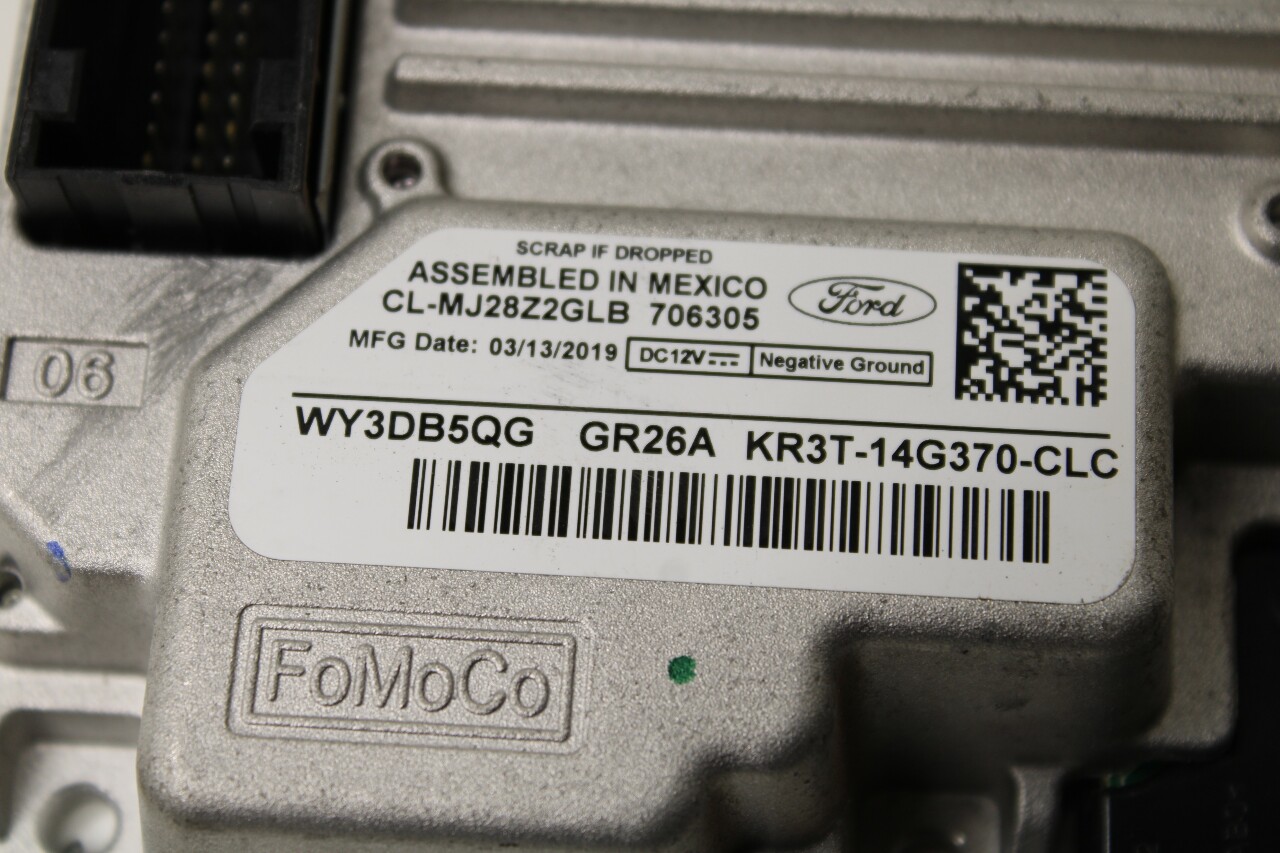 SCRAP IF DROPPED
ASSEMBLED IN MEXICO
CL-MJ28Z2GLB 706305
Ford
MFG Date: 03/13/2019
DC12V Negative Ground
WY3DB5QG GR26A KR3T-14G370-CLC
06
FoMoCo